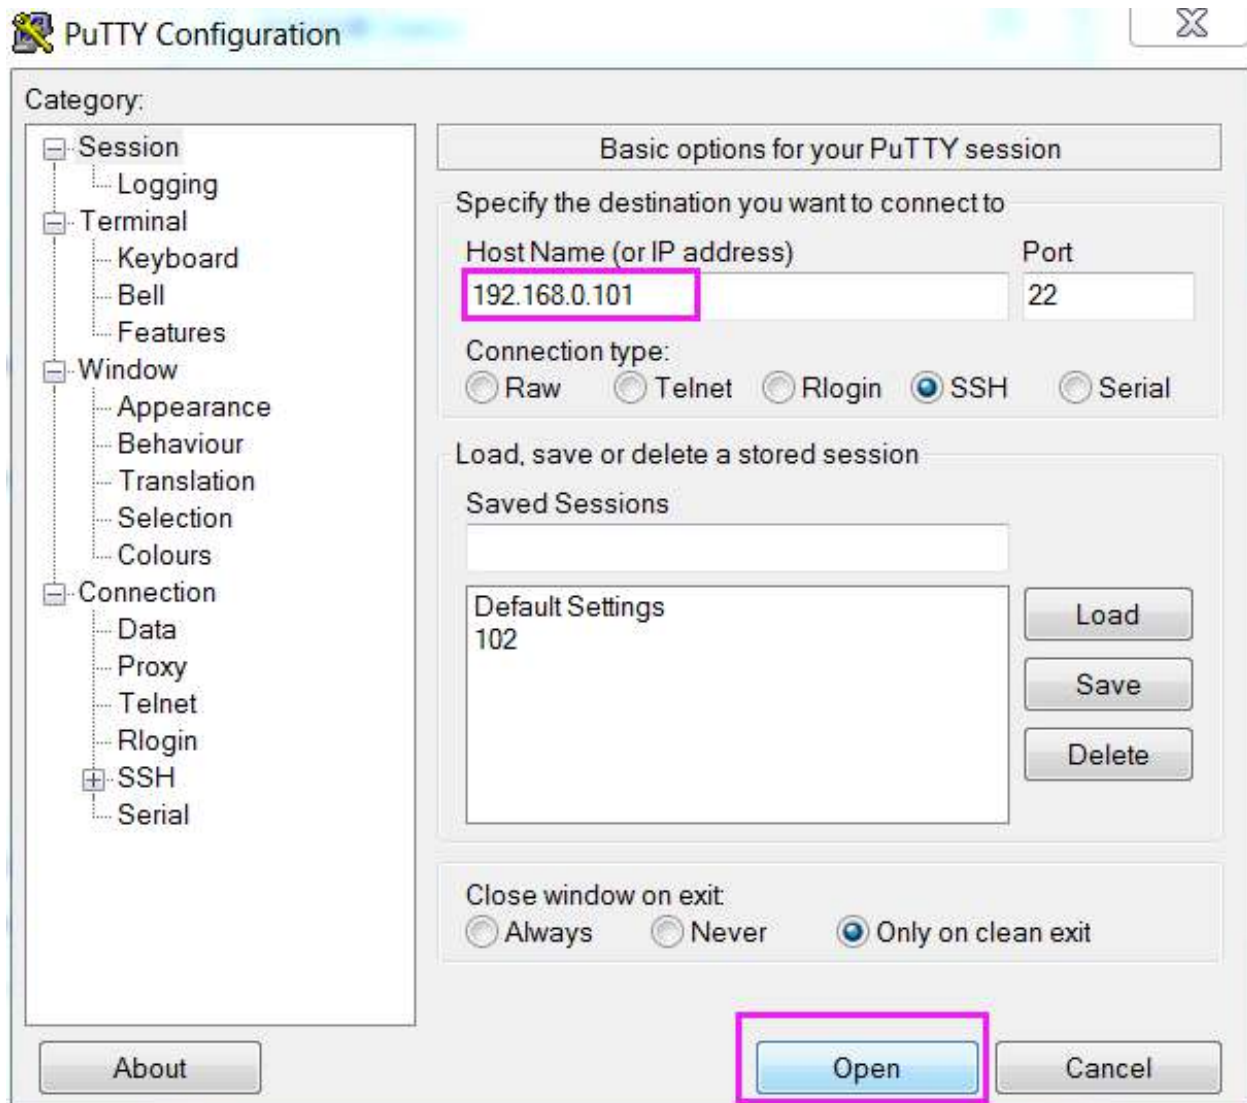 PuTTY Configuration
Category:
Session
Logging
Terminal
Keyboard
Bell
Features
Window
Appearance
Behaviour
Translation
Selection
Colours
Connection
Data
Proxy
Telnet
Rlogin
SSH
Serial
Basic options for your PuTTY session
Specify the destination you want to connect to
Host Name (or IP address) Port
192.168.0.101 22
Connection type:
Raw Telnet Rlogin SSH Serial
Load, save or delete a stored session
Saved Sessions
Default Settings
102
Load
Save
Delete
Close window on exit:
Always Never Only on clean exit
About Open Cancel